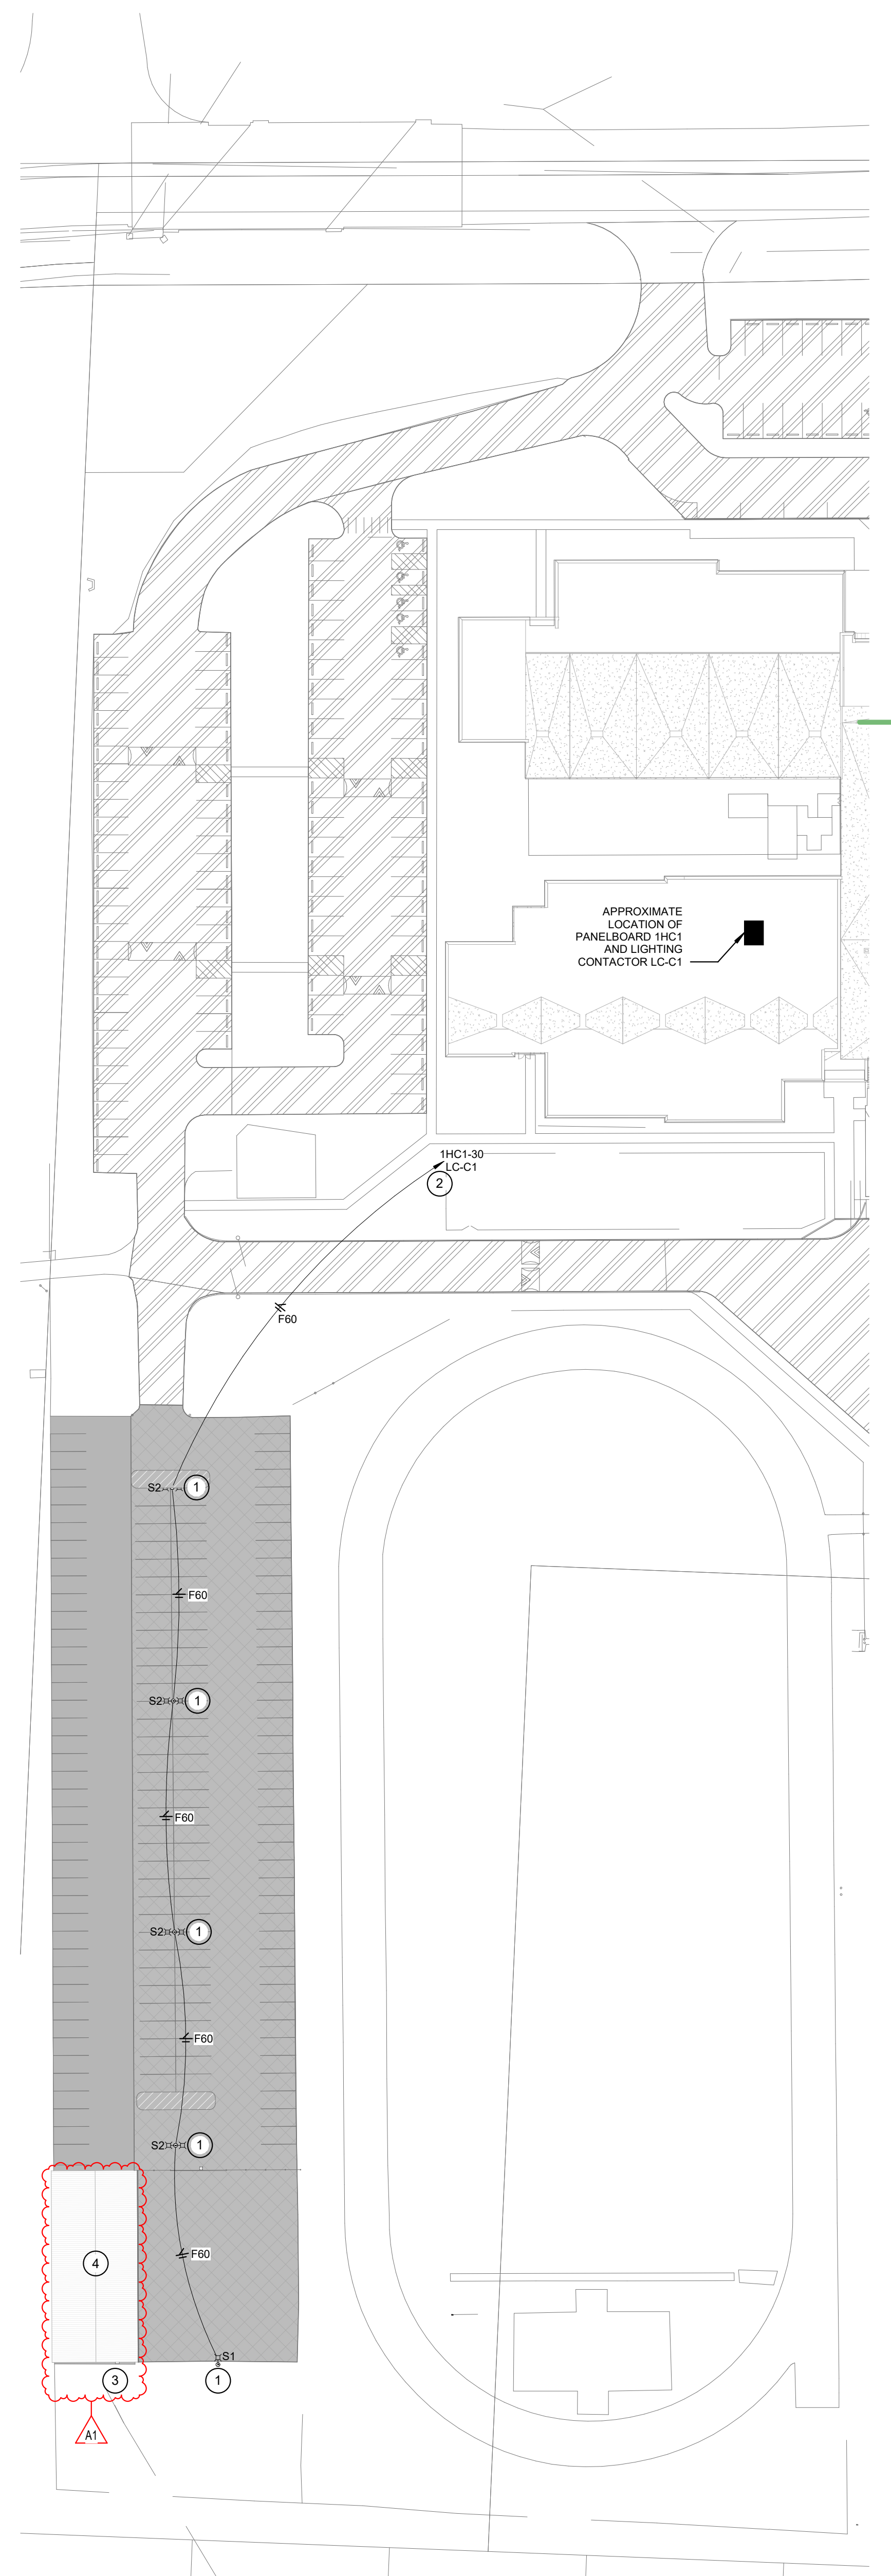 APPROXIMATE
LOCATION OF
PANELBOARD 1HC1
AND LIGHTING
CONTACTOR LC-C1
1HC1-30
LC-C1
2
F60
S2 1
F60
S2 1
F60
S2 1
F60
S2 1
4
F60
S1
3
1
A1